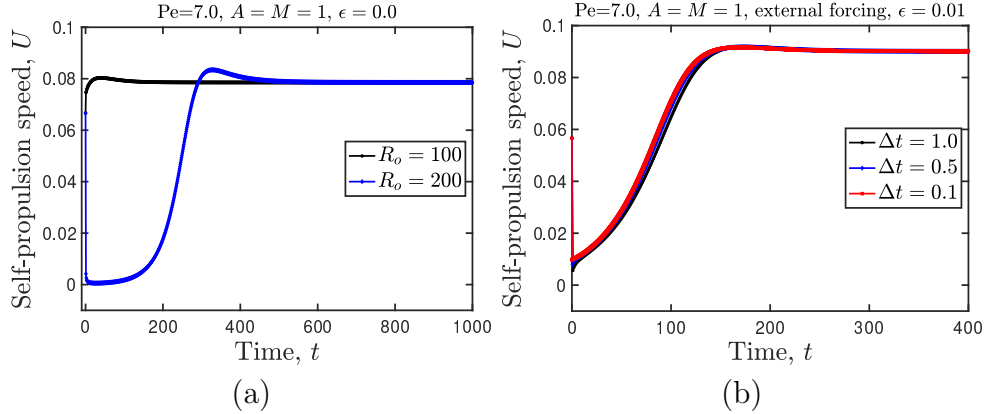 Pe=7.0, A = M = 1, ϵ = 0.0
Self-propulsion speed, U
0.1
0.08
0.06
0.04
0.02
0
R_o = 100
R_o = 200
0 200 400 600 800 1000
Time, t
(a)
Pe=7.0, A = M = 1, external forcing, ϵ = 0.01
Self-propulsion speed, U
0.1
0.08
0.06
0.04
0.02
0
Δt = 1.0
Δt = 0.5
Δt = 0.1
0 100 200 300 400
Time, t
(b)